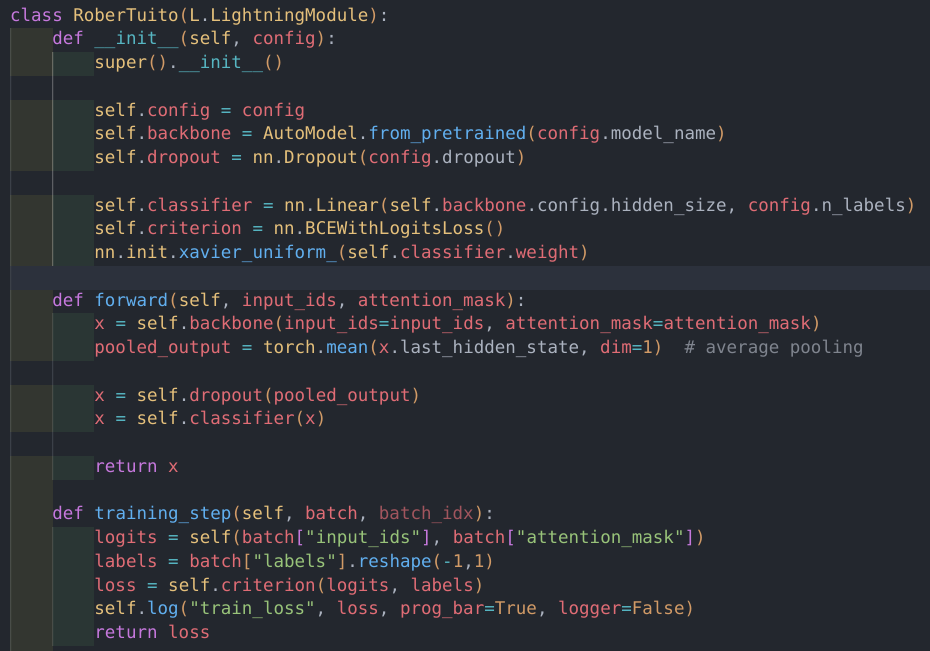 class RoberTuito(L.LightningModule):
    def __init__(self, config):
        super().__init__()

        self.config = config
        self.backbone = AutoModel.from_pretrained(config.model_name)
        self.dropout = nn.Dropout(config.dropout)

        self.classifier = nn.Linear(self.backbone.config.hidden_size, config.n_labels)
        self.criterion = nn.BCEWithLogitsLoss()
        nn.init.xavier_uniform_(self.classifier.weight)

    def forward(self, input_ids, attention_mask):
        x = self.backbone(input_ids=input_ids, attention_mask=attention_mask)
        pooled_output = torch.mean(x.last_hidden_state, dim=1)  # average pooling

        x = self.dropout(pooled_output)
        x = self.classifier(x)

        return x

    def training_step(self, batch, batch_idx):
        logits = self(batch["input_ids"], batch["attention_mask"])
        labels = batch["labels"].reshape(-1,1)
        loss = self.criterion(logits, labels)
        self.log("train_loss", loss, prog_bar=True, logger=False)
        return loss